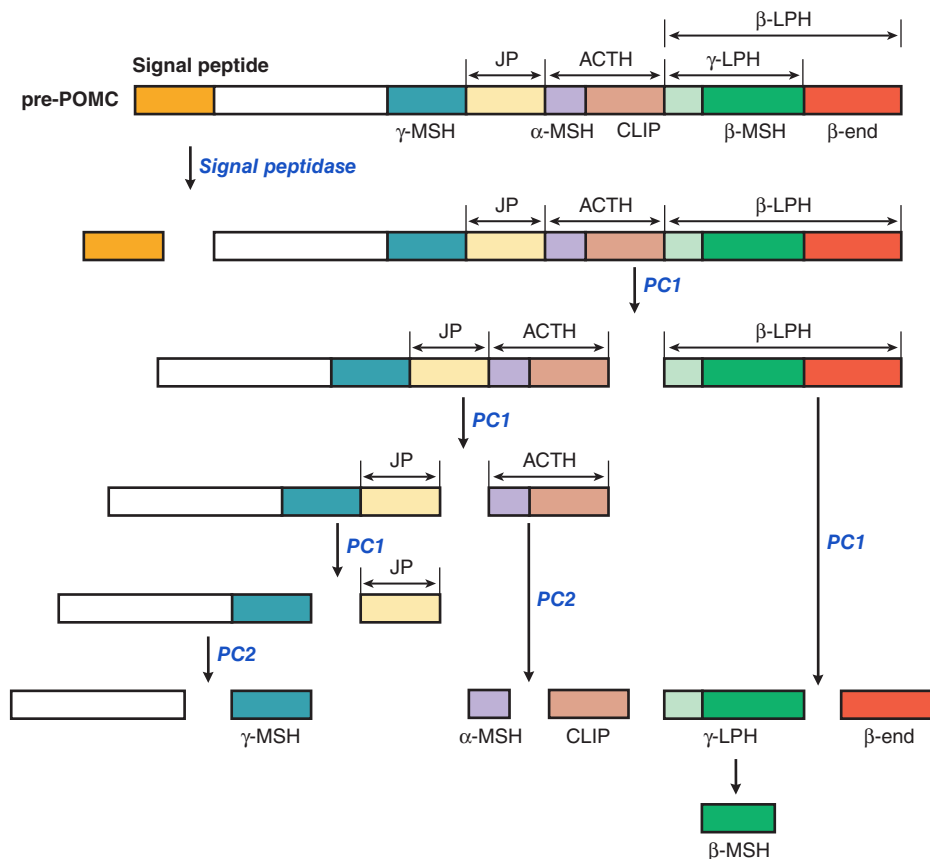 β-LPH
JP ACTH γ-LPH
Signal peptide
pre-POMC
γ-MSH α-MSH CLIP β-MSH β-end
Signal peptidase
JP ACTH β-LPH
PC1
JP ACTH β-LPH
PC1
JP ACTH
PC1
PC1
JP
PC2
PC2
γ-MSH α-MSH CLIP γ-LPH β-end
β-MSH